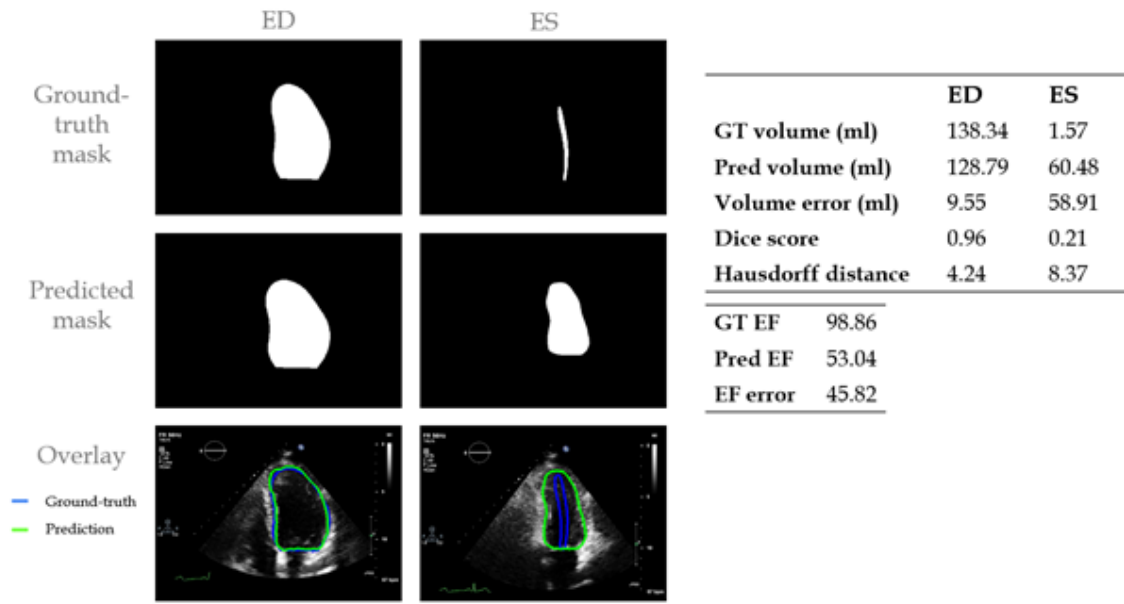 ED ES
Ground-
truth
mask
Predicted
mask
Overlay
Ground-truth
Prediction
ED ES
GT volume (ml) 138.34 1.57
Pred volume (ml) 128.79 60.48
Volume error (ml) 9.55 58.91
Dice score 0.96 0.21
Hausdorff distance 4.24 8.37
GT EF 98.86
Pred EF 53.04
EF error 45.82